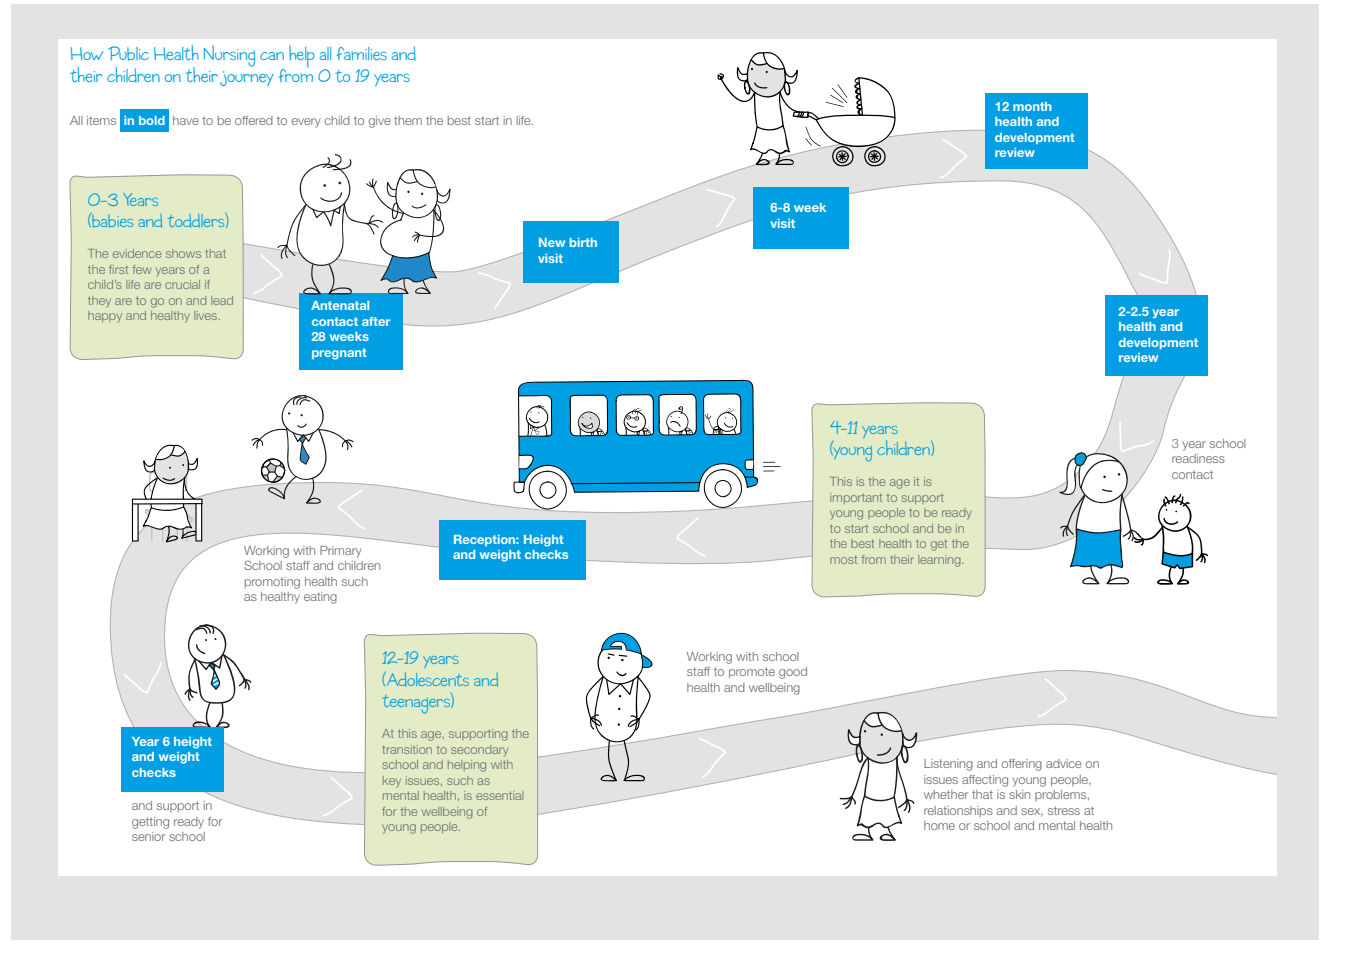 How Public Health Nursing can help all families and
their children on their journey from 0 to 19 years
All items in bold have to be offered to every child to give them the best start in life.
0-3 Years
(babies and toddlers)
The evidence shows that
the first few years of a
child's life are crucial if
they are to go on and lead
happy and healthy lives.
Antenatal
contact after
28 weeks
pregnant
New birth
visit
6-8 week
visit
12 month
health and
development
review
2-2.5 year
health and
development
review
3 year school
readiness
contact
4-11 years
(young children)
This is the age it is
important to support
young people to be ready
to start school and be in
the best health to get the
most from their learning.
Reception: Height
and weight checks
Working with Primary
School staff and children
promoting health such
as healthy eating
Year 6 height
and weight
checks
and support in
getting ready for
senior school
12-19 years
(Adolescents and
teenagers)
At this age, supporting the
transition to secondary
school and helping with
key issues, such as
mental health, is essential
for the wellbeing of
young people.
Working with school
staff to promote good
health and wellbeing
Listening and offering advice on
issues affecting young people,
whether that is skin problems,
relationships and sex, stress at
home or school and mental health